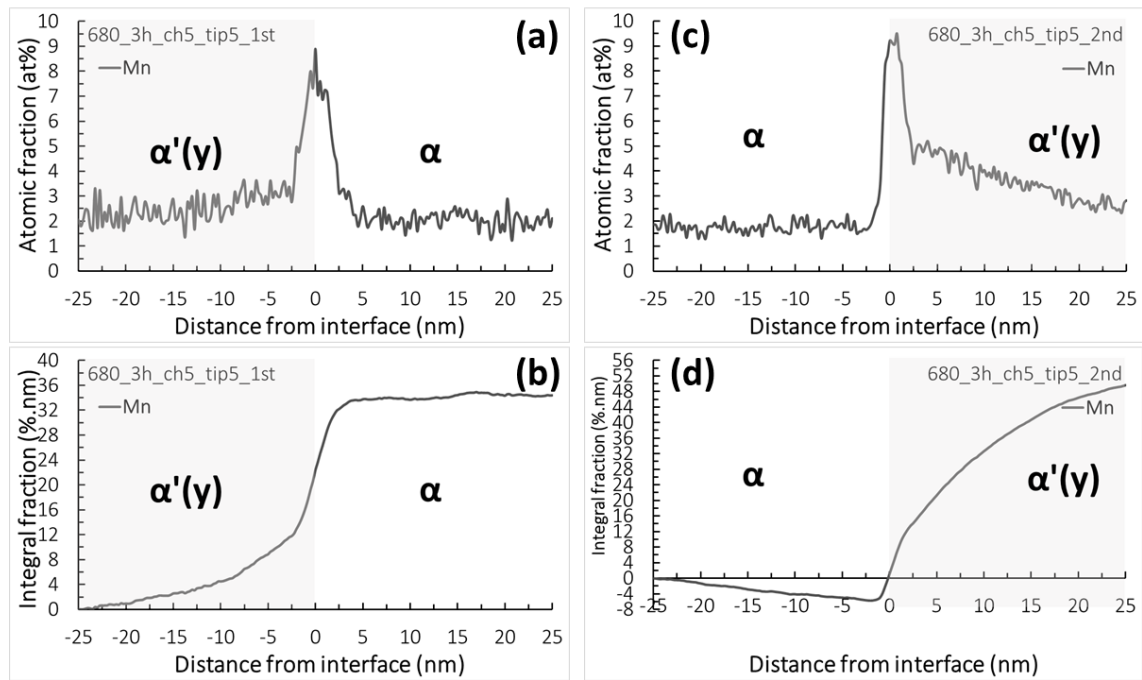 (a)
680_3h_ch5_tip5_1st
Mn
α'(y)
α
Atomic fraction (at%)
10
9
8
7
6
5
4
3
2
1
0
-25 -20 -15 -10 -5 0 5 10 15 20 25
Distance from interface (nm)
(c)
680_3h_ch5_tip5_2nd
Mn
α
α'(y)
Atomic fraction (at%)
10
9
8
7
6
5
4
3
2
1
0
-25 -20 -15 -10 -5 0 5 10 15 20 25
Distance from interface (nm)
(b)
680_3h_ch5_tip5_1st
Mn
α'(y)
α
Integral fraction (%.nm)
40
36
32
28
24
20
16
12
8
4
0
-25 -20 -15 -10 -5 0 5 10 15 20 25
Distance from interface (nm)
(d)
680_3h_ch5_tip5_2nd
Mn
α
α'(y)
Integral fraction (%.nm)
56
52
48
44
40
36
32
28
24
20
16
12
8
4
0
-4
-8
-25 -20 -15 -10 -5 0 5 10 15 20 25
Distance from interface (nm)